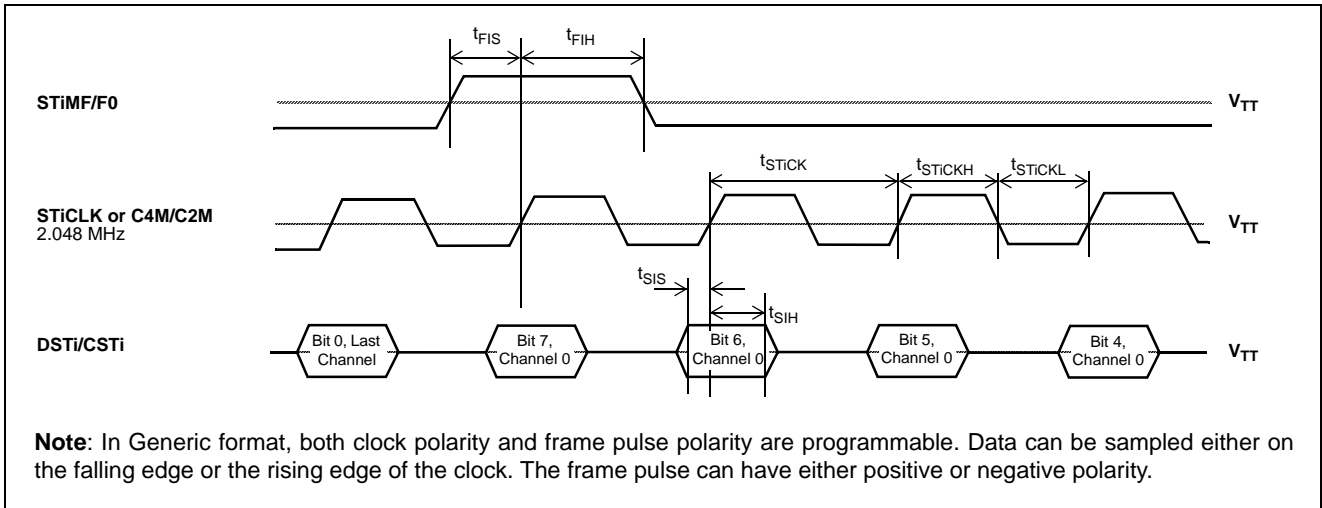 tFIS tFIH
STiMF/F0 VTT
tSTiCK tSTiCKH tSTiCKL
STiCLK or C4M/C2M VTT
2.048 MHz
tSIS
tSIH
DSTi/CSTi VTT
Bit 0, Last
Channel
Bit 7,
Channel 0
Bit 6,
Channel 0
Bit 5,
Channel 0
Bit 4,
Channel 0
Note: In Generic format, both clock polarity and frame pulse polarity are programmable. Data can be sampled either on
the falling edge or the rising edge of the clock. The frame pulse can have either positive or negative polarity.